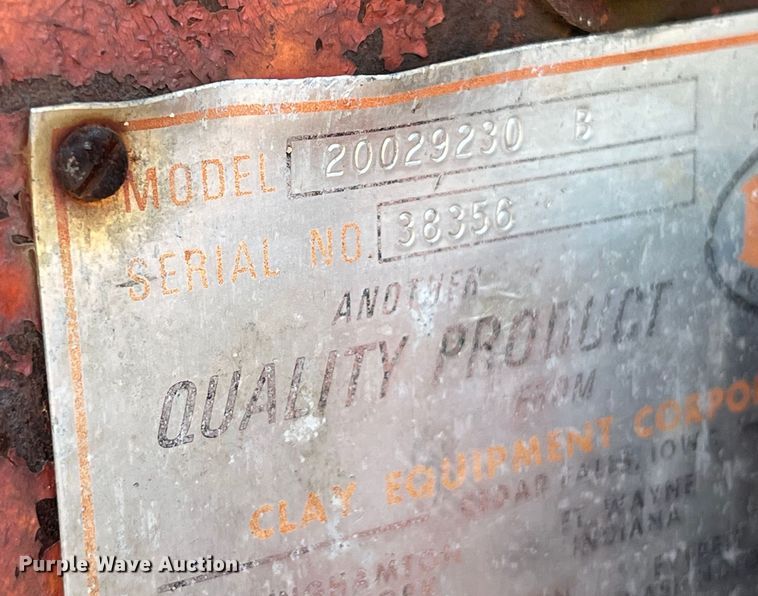 MODEL 20029230 B
SERIAL NO. 38356
ANOTHER
QUALITY PRODUCT
FROM
CLAY EQUIPMENT
CEDAR FALLS, IOWA
FT. WAYNE
INDIANA
Purple Wave Auction